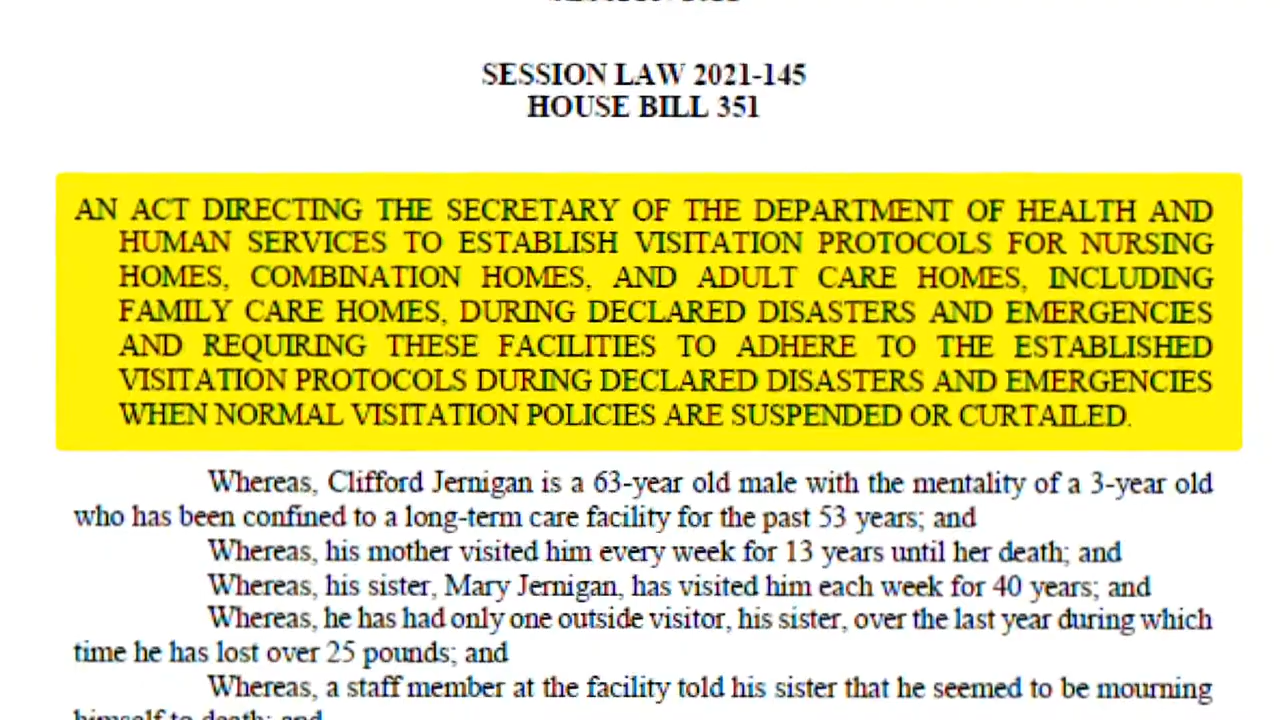 SESSION LAW 2021-145
HOUSE BILL 351
AN ACT DIRECTING THE SECRETARY OF THE DEPARTMENT OF HEALTH AND
HUMAN SERVICES TO ESTABLISH VISITATION PROTOCOLS FOR NURSING
HOMES, COMBINATION HOMES, AND ADULT CARE HOMES, INCLUDING
FAMILY CARE HOMES, DURING DECLARED DISASTERS AND EMERGENCIES
AND REQUIRING THESE FACILITIES TO ADHERE TO THE ESTABLISHED
VISITATION PROTOCOLS DURING DECLARED DISASTERS AND EMERGENCIES
WHEN NORMAL VISITATION POLICIES ARE SUSPENDED OR CURTAILED.
Whereas, Clifford Jernigan is a 63-year old male with the mentality of a 3-year old
who has been confined to a long-term care facility for the past 53 years; and
Whereas, his mother visited him every week for 13 years until her death; and
Whereas, his sister, Mary Jernigan, has visited him each week for 40 years; and
Whereas, he has had only one outside visitor, his sister, over the last year during which
time he has lost over 25 pounds; and
Whereas, a staff member at the facility told his sister that he seemed to be mourning
himself to death; and